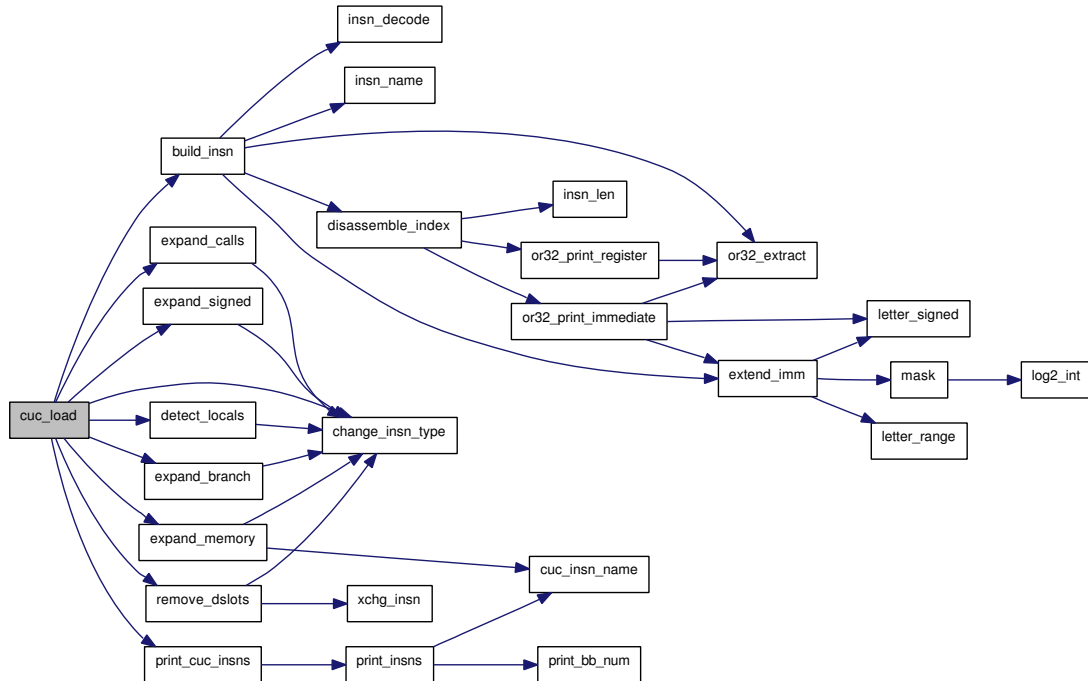 insn_decode
insn_name
build_insn
insn_len
disassemble_index
expand_calls
or32_print_register
or32_extract
expand_signed
or32_print_immediate
letter_signed
extend_imm
mask
log2_int
cuc_load
detect_locals
change_insn_type
letter_range
expand_branch
expand_memory
cuc_insn_name
remove_dslots
xchg_insn
print_cuc_insns
print_insns
print_bb_num